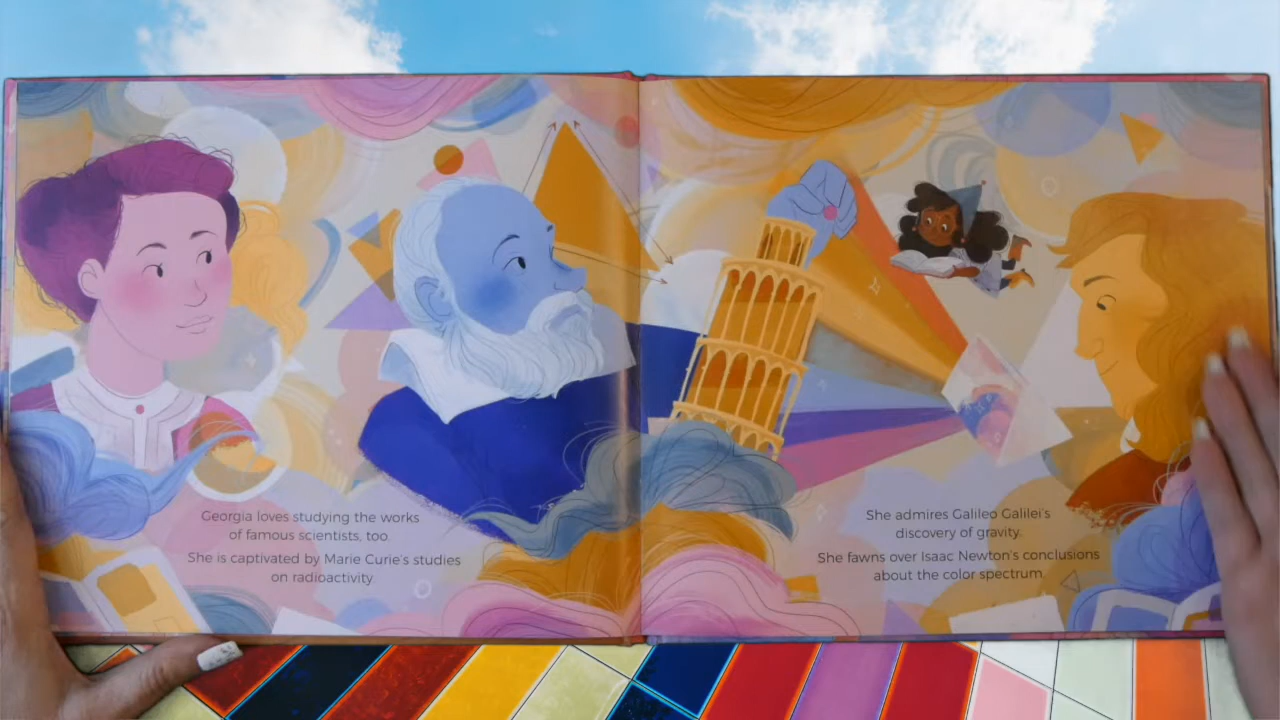 Georgia loves studying the works
of famous scientists, too.
She is captivated by Marie Curie's studies
on radioactivity.
She admires Galileo Galilei's
discovery of gravity.
She fawns over Isaac Newton's conclusions
about the color spectrum.